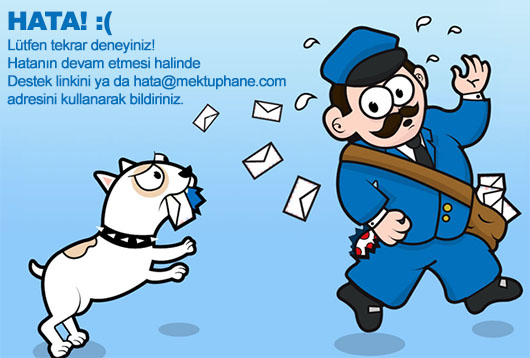 HATA! :(
Lütfen tekrar deneyiniz!
Hatanın devam etmesi halinde
Destek linkini ya da hata@mektuphane.com
adresini kullanarak bildiriniz.